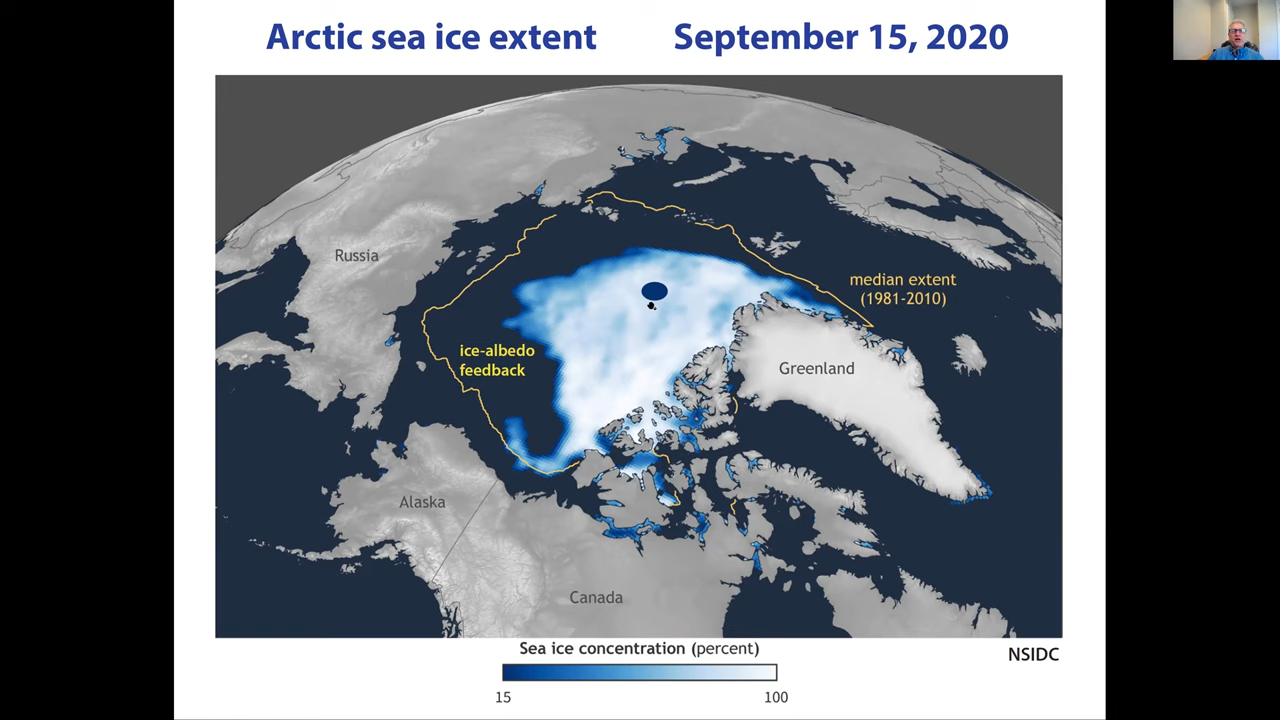 Arctic sea ice extent September 15, 2020
Russia
median extent
(1981-2010)
ice-albedo
feedback
Greenland
Alaska
Canada
Sea ice concentration (percent)
NSIDC
15 100